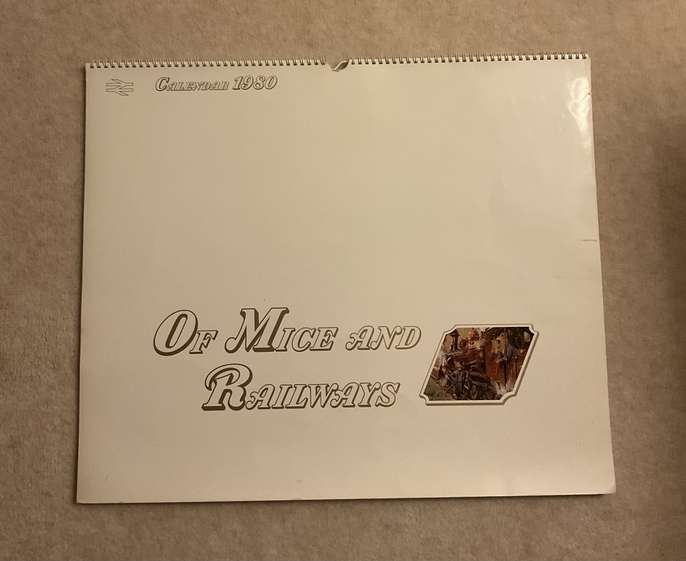 Calendar 1980
Of Mice and
Railways